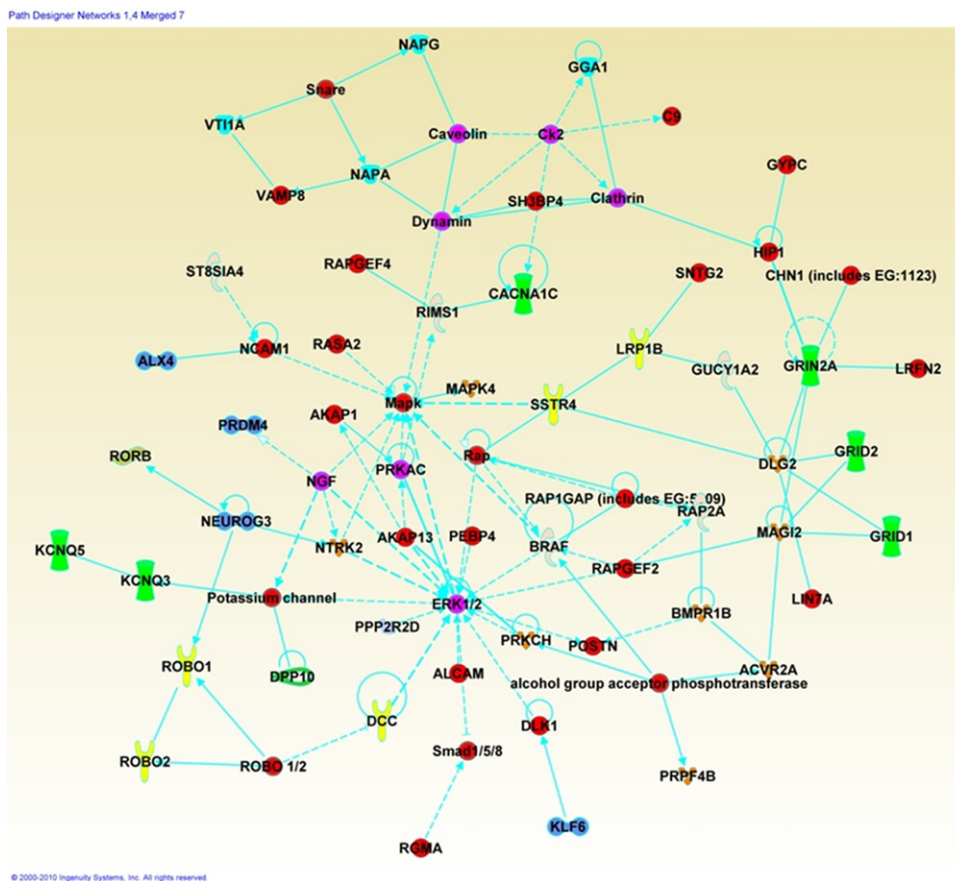 Path Designer Networks 1,4 Merged 7
NAPG
GGA1
Snare
C9
VTI1A
Caveolin
Ck2
GYPC
NAPA
VAMP8
SH3BP4
Clathrin
Dynamin
HIP1
ST8SIA4
RAPGEF4
SNTG2
CHN1 (includes EG:1123)
CACNA1C
RIMS1
NCAM1
RASA2
LRP1B
ALX4
GUCY1A2
GRIN2A
LRFN2
MAPK4
Mapk
SSTR4
AKAP1
PRDM4
RORB
Rap
DLG2
GRID2
PRKAC
NGF
RAP1GAP (includes EG:5909)
RAP2A
NEUROG3
MAGI2
GRID1
KCNQ5
NTRK2
AKAP13
PEBP4
BRAF
KCNQ3
RAPGEF2
Potassium channel
ERK1/2
LIN7A
BMPR1B
PPP2R2D
PRKCH
POSTN
ROBO1
DPP10
ALCAM
ACVR2A
alcohol group acceptor phosphotransferase
DCC
DLK1
ROBO2
ROBO 1/2
Smad1/5/8
PRPF4B
KLF6
RGMA
© 2000-2010 Ingenuity Systems, Inc. All rights reserved.